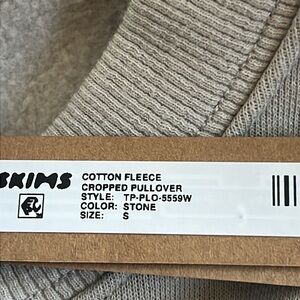 SKIMS
COTTON FLEECE
CROPPED PULLOVER
STYLE: TP-PLO-5559W
COLOR: STONE
SIZE: S